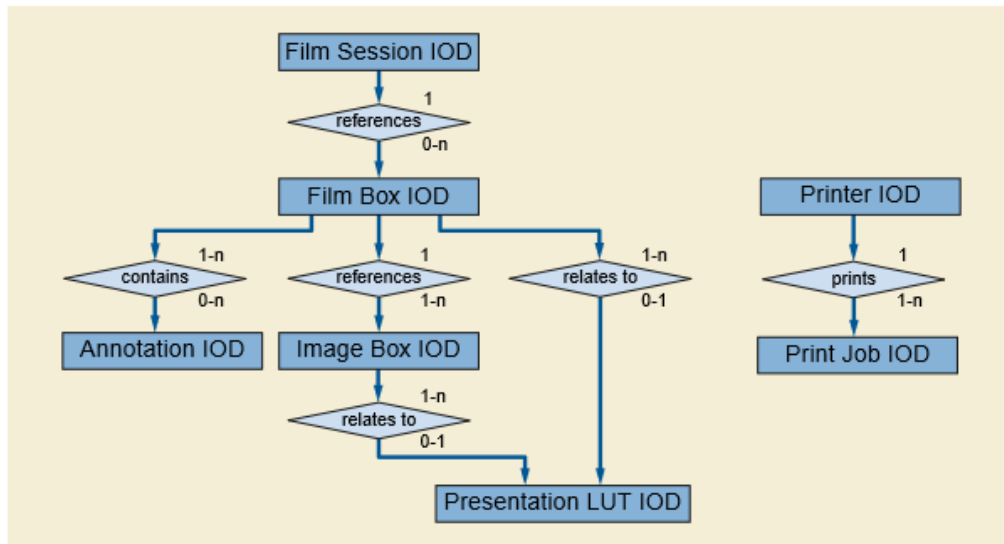 Film Session IOD
1
references
0-n
Film Box IOD
Printer IOD
1-n
1
1-n
1
contains
references
relates to
prints
0-n
1-n
0-1
1-n
Annotation IOD
Image Box IOD
Print Job IOD
1-n
relates to
0-1
Presentation LUT IOD